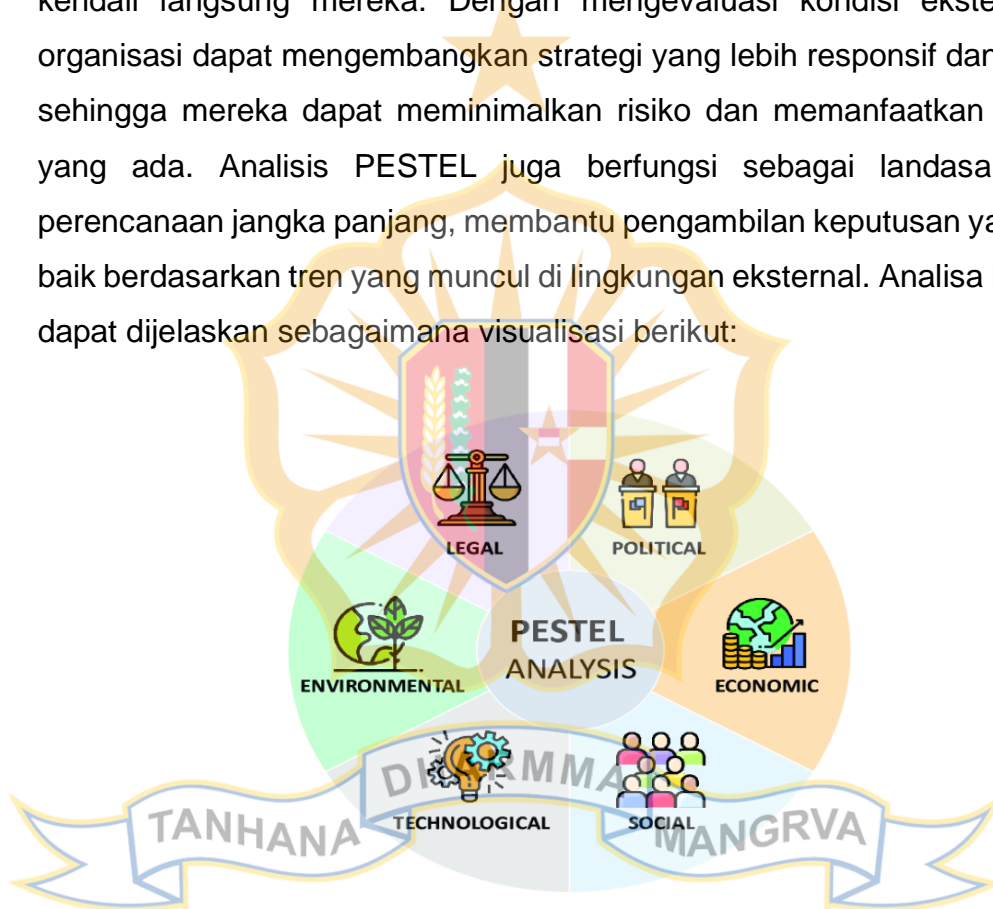 kendali langsung mereka. Dengan mengevaluasi kondisi ekste
organisasi dapat mengembangkan strategi yang lebih responsif dan
sehingga mereka dapat meminimalkan risiko dan memanfaatkan
yang ada. Analisis PESTEL juga berfungsi sebagai landasa
perencanaan jangka panjang, membantu pengambilan keputusan ya
baik berdasarkan tren yang muncul di lingkungan eksternal. Analisa
dapat dijelaskan sebagaimana visualisasi berikut:
LEGAL
POLITICAL
PESTEL
ANALYSIS
ENVIRONMENTAL
ECONOMIC
TECHNOLOGICAL
SOCIAL
TANHANA
MANGRVA